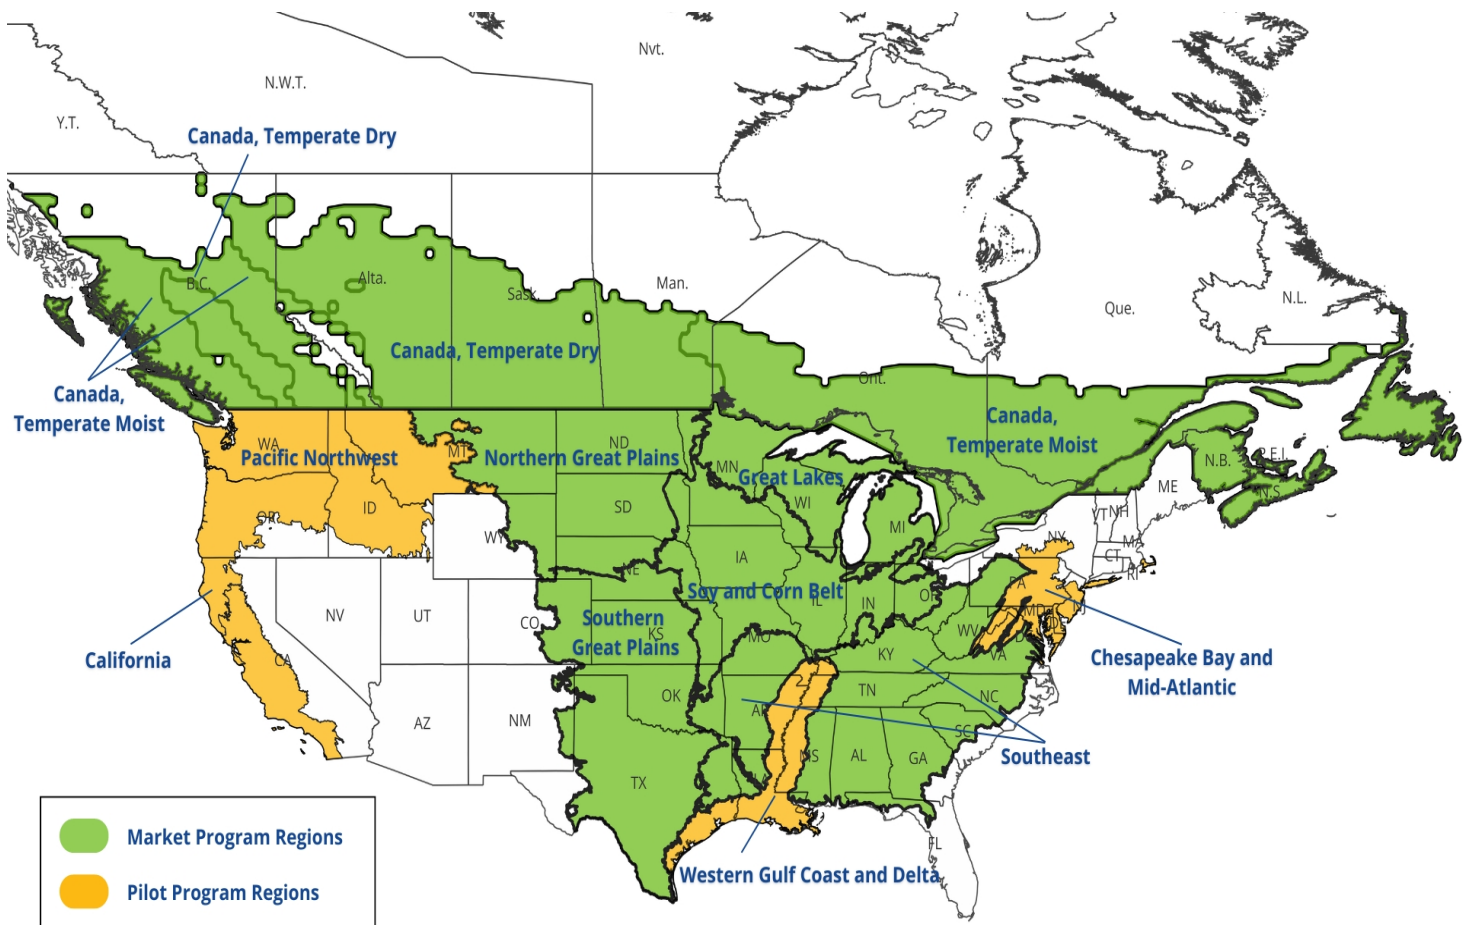 Nvt.
N.W.T.
Y.T.
Canada, Temperate Dry
B.C.
Alta.
Sask.
Man.
Que.
N.L.
Canada, Temperate Dry
Ont.
Canada,
Temperate Moist
Canada,
Temperate Moist
WA
Pacific Northwest
MT
ND
Northern Great Plains
MN
Great Lakes
N.B.
P.E.I.
N.S.
ME
OR
ID
SD
WI
MI
VT
NH
NY
MA
CT
RI
WY
IA
NE
Soy and Corn Belt
IL
IN
OH
PA
NJ
MD
DE
NV
UT
CO
Southern
Great Plains
KS
MO
KY
WV
VA
California
CA
Chesapeake Bay and
Mid-Atlantic
AZ
NM
OK
AR
TN
NC
SC
Southeast
TX
LA
MS
AL
GA
FL
Western Gulf Coast and Delta
Market Program Regions
Pilot Program Regions